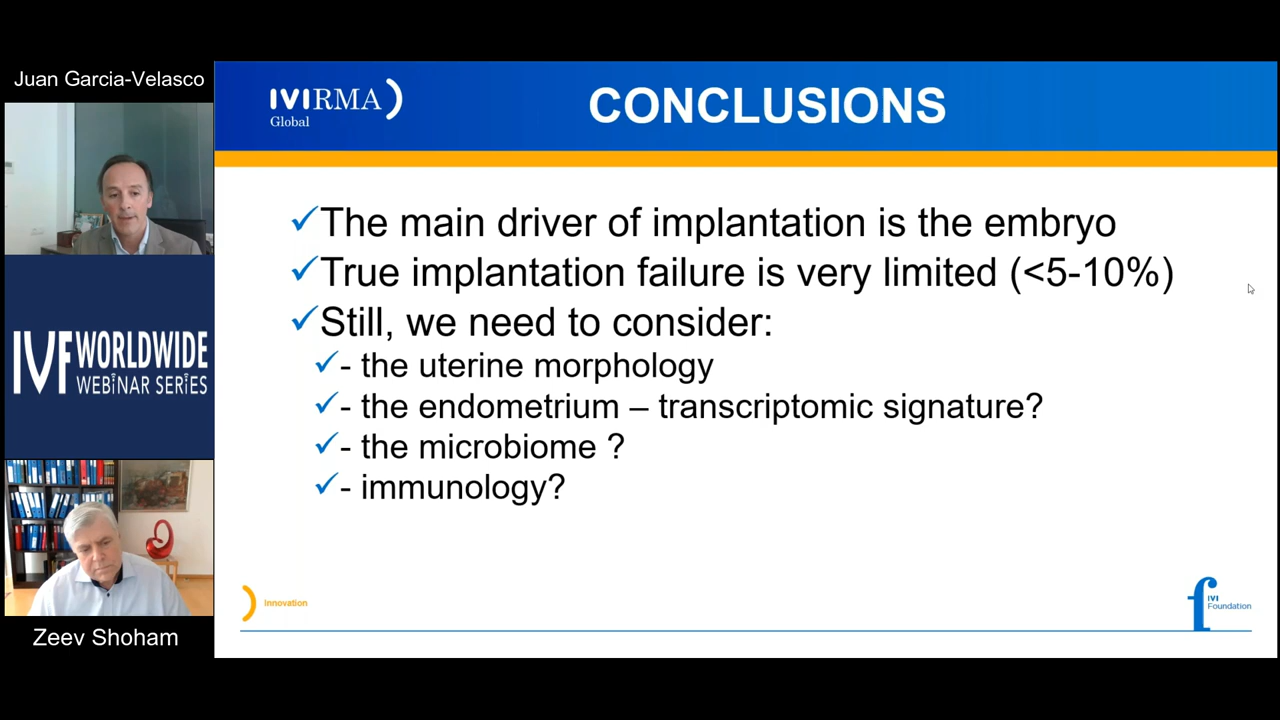 Juan Garcia-Velasco
IVIRMA
Global
CONCLUSIONS
✓The main driver of implantation is the embryo
✓True implantation failure is very limited (<5-10%)
✓Still, we need to consider:
✓- the uterine morphology
✓- the endometrium – transcriptomic signature?
✓- the microbiome ?
✓- immunology?
IVF WORLDWIDE
WEBINAR SERIES
Innovation
IVI
Foundation
Zeev Shoham